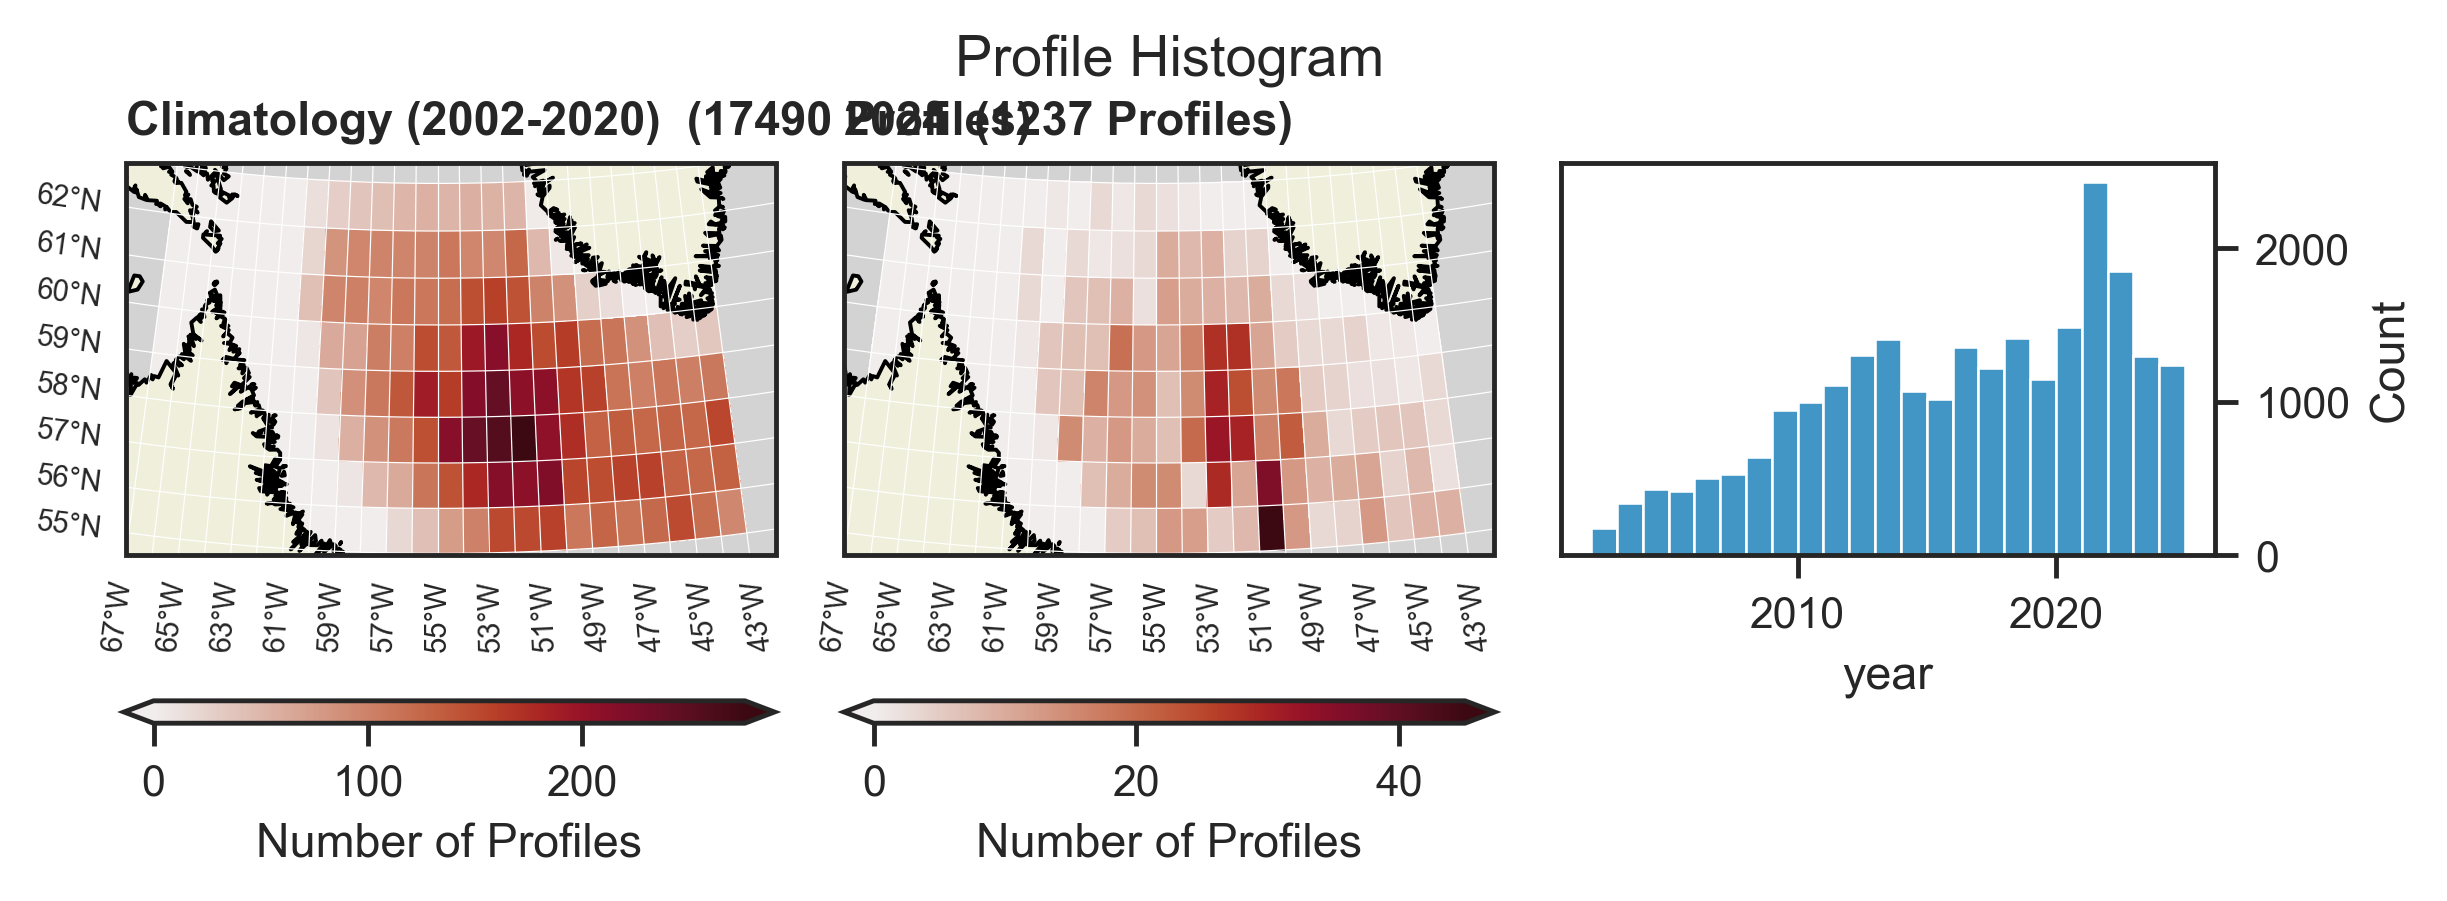 Profile Histogram
Climatology (2002-2020)  (17490 Profiles)
2024  (1237 Profiles)
62°N
61°N
60°N
59°N
58°N
57°N
56°N
55°N
67°W
65°W
63°W
61°W
59°W
57°W
55°W
53°W
51°W
49°W
47°W
45°W
43°W
67°W
65°W
63°W
61°W
59°W
57°W
55°W
53°W
51°W
49°W
47°W
45°W
43°W
0
100
200
Number of Profiles
0
20
40
Number of Profiles
2000
1000
0
Count
2010
2020
year